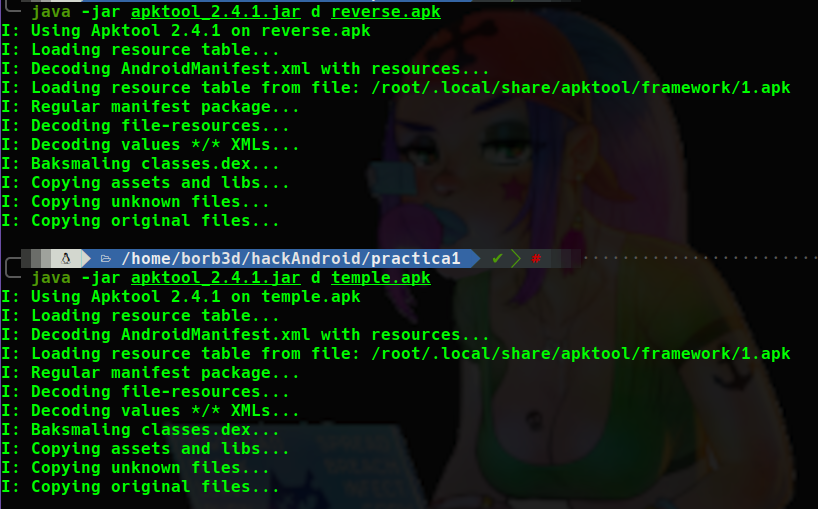 java -jar apktool_2.4.1.jar d reverse.apk
I: Using Apktool 2.4.1 on reverse.apk
I: Loading resource table...
I: Decoding AndroidManifest.xml with resources...
I: Loading resource table from file: /root/.local/share/apktool/framework/1.apk
I: Regular manifest package...
I: Decoding file-resources...
I: Decoding values */* XMLs...
I: Baksmaling classes.dex...
I: Copying assets and libs...
I: Copying unknown files...
I: Copying original files...
/home/borb3d/hackAndroid/practica1 ✔ #
java -jar apktool_2.4.1.jar d temple.apk
I: Using Apktool 2.4.1 on temple.apk
I: Loading resource table...
I: Decoding AndroidManifest.xml with resources...
I: Loading resource table from file: /root/.local/share/apktool/framework/1.apk
I: Regular manifest package...
I: Decoding file-resources...
I: Decoding values */* XMLs...
I: Baksmaling classes.dex...
I: Copying assets and libs...
I: Copying unknown files...
I: Copying original files...